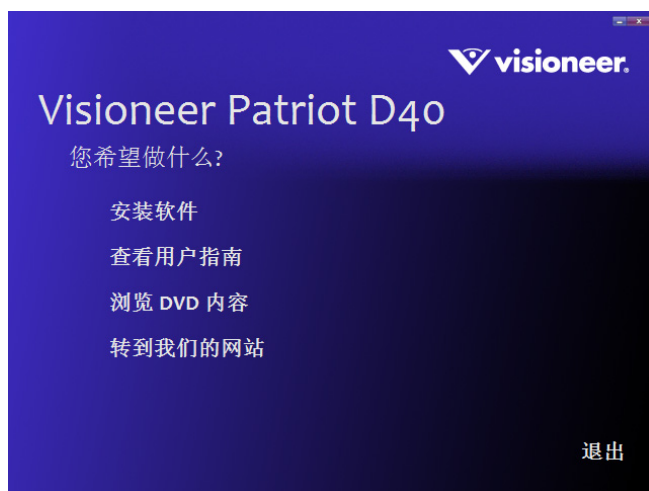 visioneer.
Visioneer Patriot D40
您希望做什么?
安装软件
查看用户指南
浏览 DVD 内容
转到我们的网站
退出